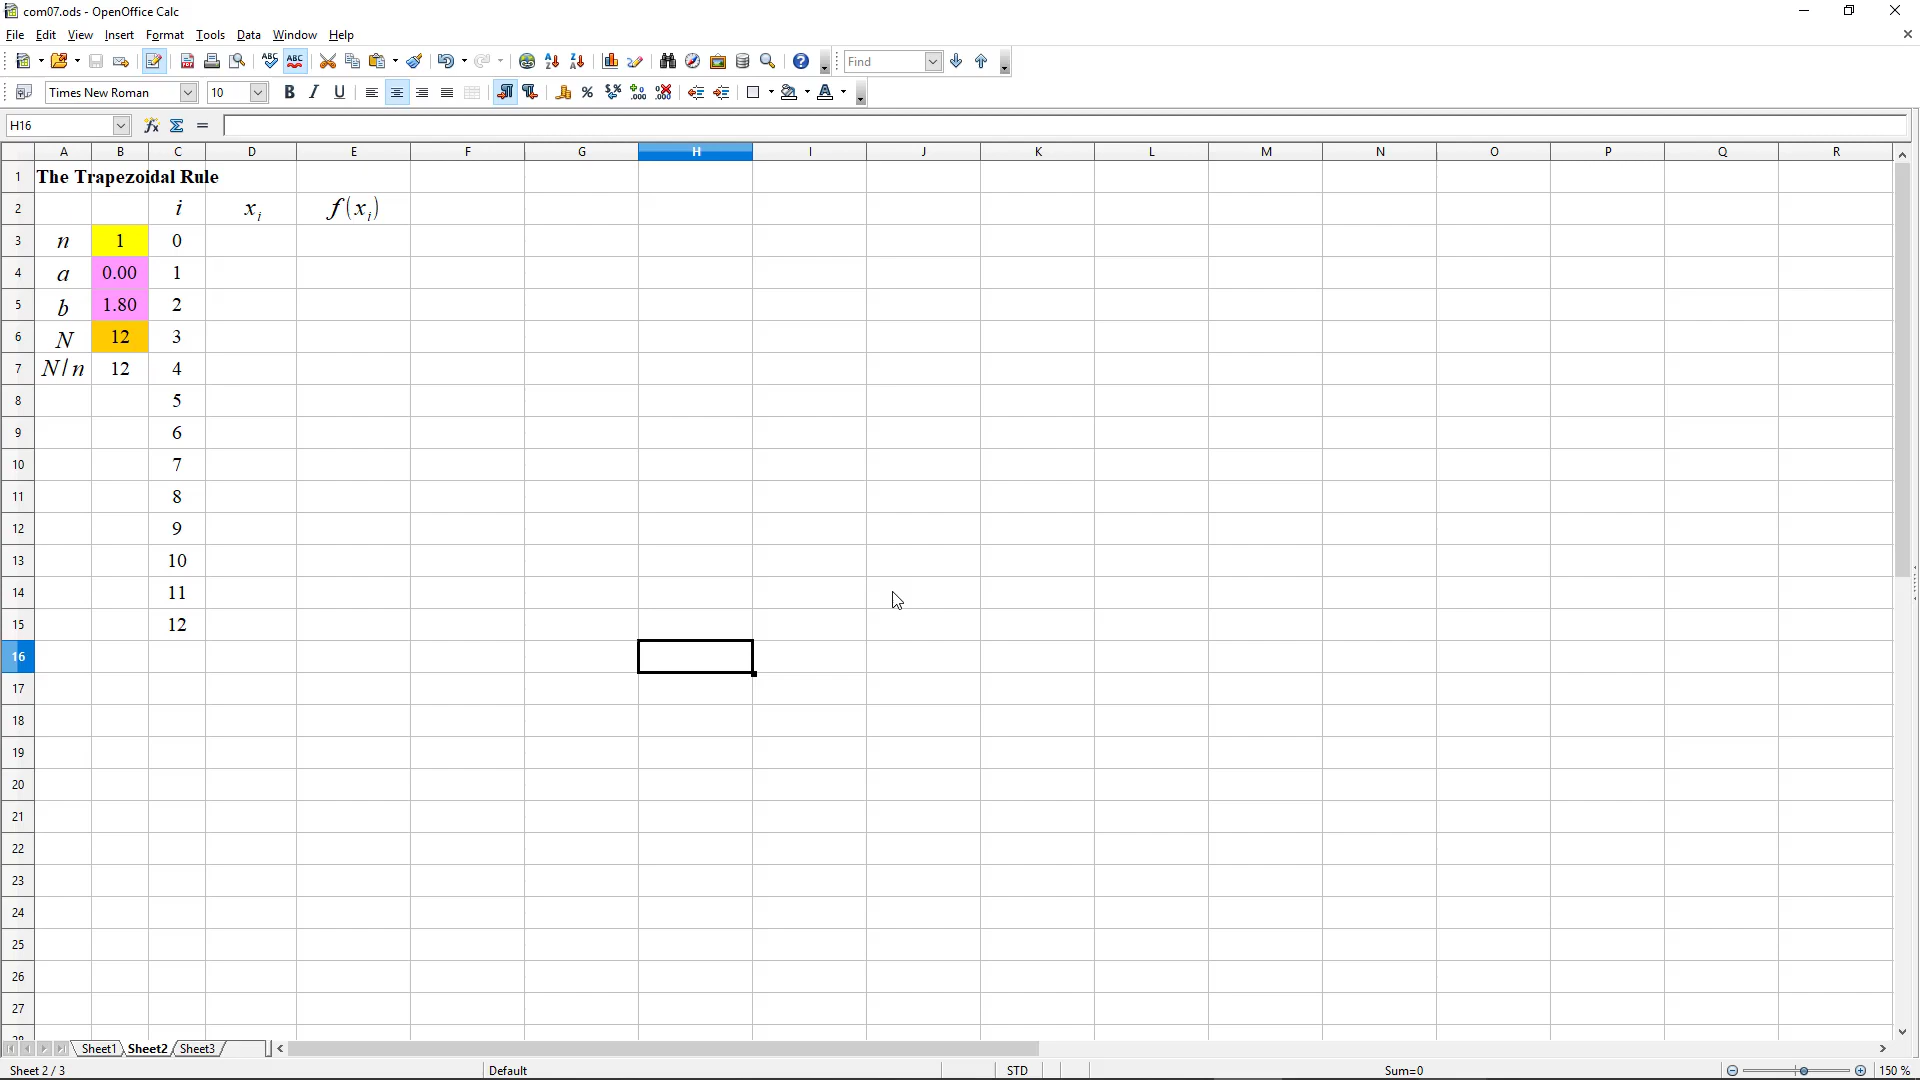 com07.ods - OpenOffice Calc
File Edit View Insert Format Tools Data Window Help
Find
Times New Roman 10
H16
A B C D E F G H I J K L M N O P Q R
1 The Trapezoidal Rule
2 i x_i f(x_i)
3 n 1 0
4 a 0.00 1
5 b 1.80 2
6 N 12 3
7 N/n 12 4
8 5
9 6
10 7
11 8
12 9
13 10
14 11
15 12
16
17
18
19
20
21
22
23
24
25
26
27
28
Sheet1 Sheet2 Sheet3
Sheet 2 / 3 Default STD Sum=0 150 %